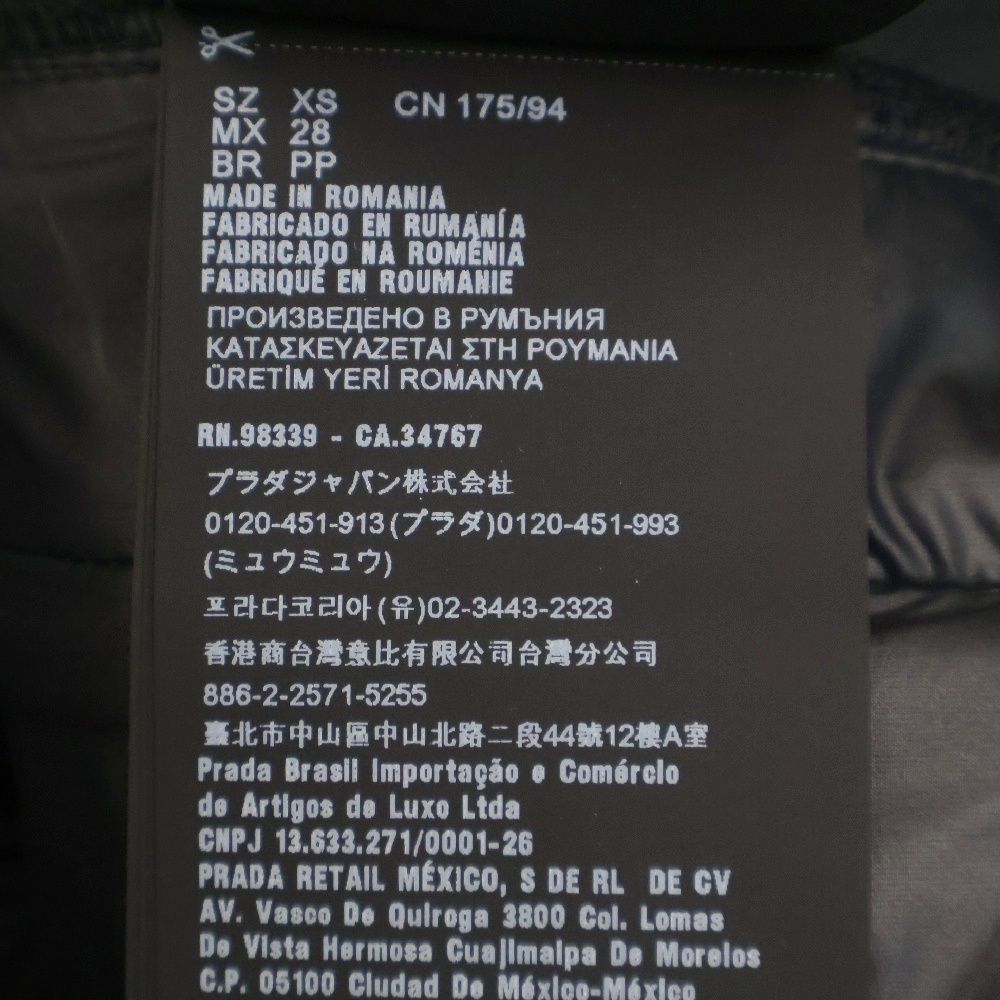 SZ XS CN 175/94
MX 28
BR PP
MADE IN ROMANIA
FABRICADO EN RUMANÍA
FABRICADO NA ROMÊNIA
FABRIQUÉ EN ROUMANIE
ПРОИЗВЕДЕНО В РУМЪНИЯ
ΚΑΤΑΣΚΕΥΑΖΕΤΑΙ ΣΤΗ ΡΟΥΜΑΝΙΑ
ÜRETİM YERİ ROMANYA
RN.98339 - CA.34767
プラダジャパン株式会社
0120-451-913(プラダ)0120-451-993
(ミュウミュウ)
프라다코리아(유)02-3443-2323
香港商台灣意比有限公司台灣分公司
886-2-2571-5255
臺北市中山區中山北路二段44號12樓A室
Prada Brasil Importação e Comércio
de Artigos de Luxo Ltda
CNPJ 13.633.271/0001-26
PRADA RETAIL MÉXICO, S DE RL DE CV
AV. Vasco De Quiroga 3800 Col. Lomas
De Vista Hermosa Cuajimalpa De Morelos
C.P. 05100 Ciudad De México-México